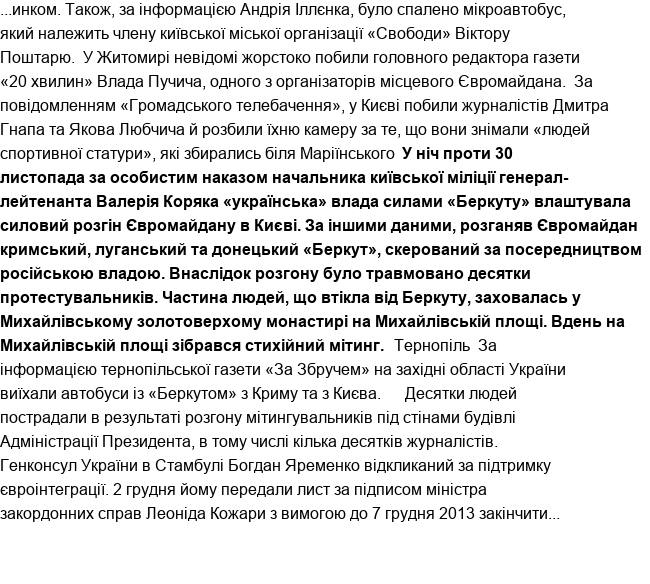 ...инком. Також, за інформацією Андрія Іллєнка, було спалено мікроавтобус,
який належить члену київської міської організації «Свободи» Віктору
Поштарю.  У Житомирі невідомі жорстоко побили головного редактора газети
«20 хвилин» Влада Пучича, одного з організаторів місцевого Євромайдана.  За
повідомленням «Громадського телебачення», у Києві побили журналістів Дмитра
Гнапа та Якова Любчича й розбили їхню камеру за те, що вони знімали «людей
спортивної статури», які збирались біля Маріїнського  У ніч проти 30
листопада за особистим наказом начальника київської міліції генерал-
лейтенанта Валерія Коряка «українська» влада силами «Беркуту» влаштувала
силовий розгін Євромайдану в Києві. За іншими даними, розганяв Євромайдан
кримський, луганський та донецький «Беркут», скерований за посередництвом
російською владою. Внаслідок розгону було травмовано десятки
протестувальників. Частина людей, що втікла від Беркуту, заховалась у
Михайлівському золотоверхому монастирі на Михайлівській площі. Вдень на
Михайлівській площі зібрався стихійний мітинг.  Тернопіль  За
інформацією тернопільської газети «За Збручем» на західні області України
виїхали автобуси із «Беркутом» з Криму та з Києва.     Десятки людей
пострадали в результаті розгону мітингувальників під стінами будівлі
Адміністрації Президента, в тому числі кілька десятків журналістів.
Генконсул України в Стамбулі Богдан Яременко відкликаний за підтримку
євроінтеграції. 2 грудня йому передали лист за підписом міністра
закордонних справ Леоніда Кожари з вимогою до 7 грудня 2013 закінчити...